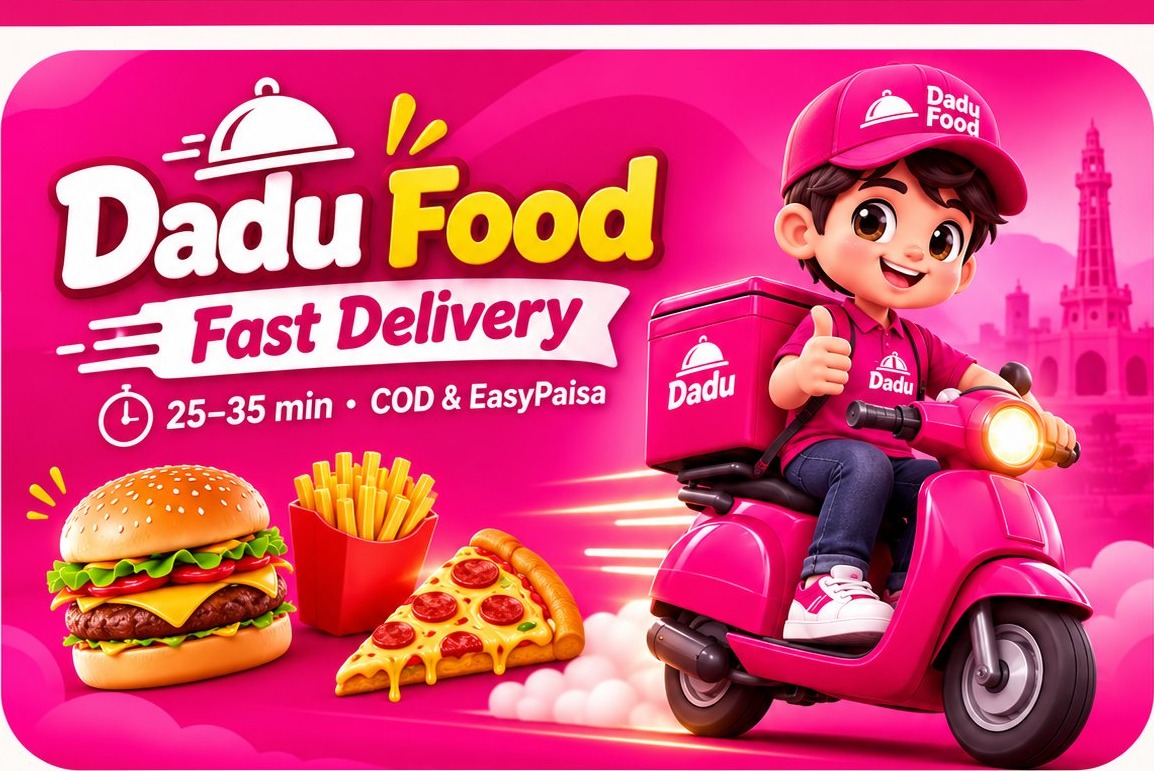 Dadu Food
Fast Delivery
25–35 min • COD & EasyPaisa
Dadu
Food
Dadu
Dadu